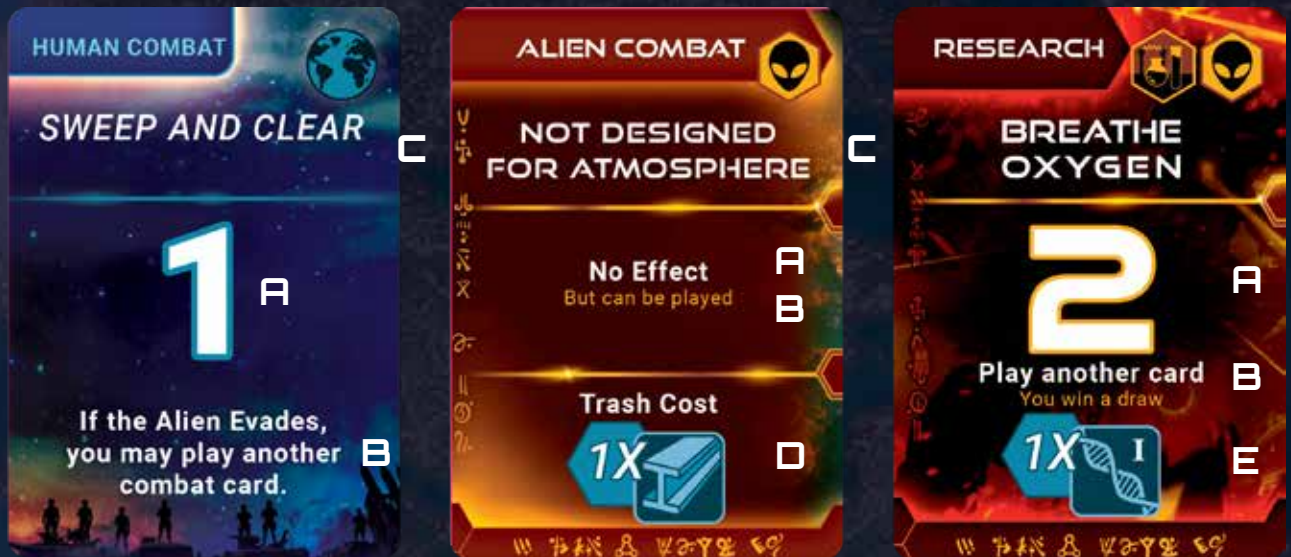 HUMAN COMBAT
SWEEP AND CLEAR
C
1
A
If the Alien Evades,
you may play another
combat card.
B
ALIEN COMBAT
NOT DESIGNED
FOR ATMOSPHERE
C
No Effect
A
But can be played
B
Trash Cost
1X
D
RESEARCH
BREATHE
OXYGEN
2
A
Play another card
You win a draw
B
1X
I
E